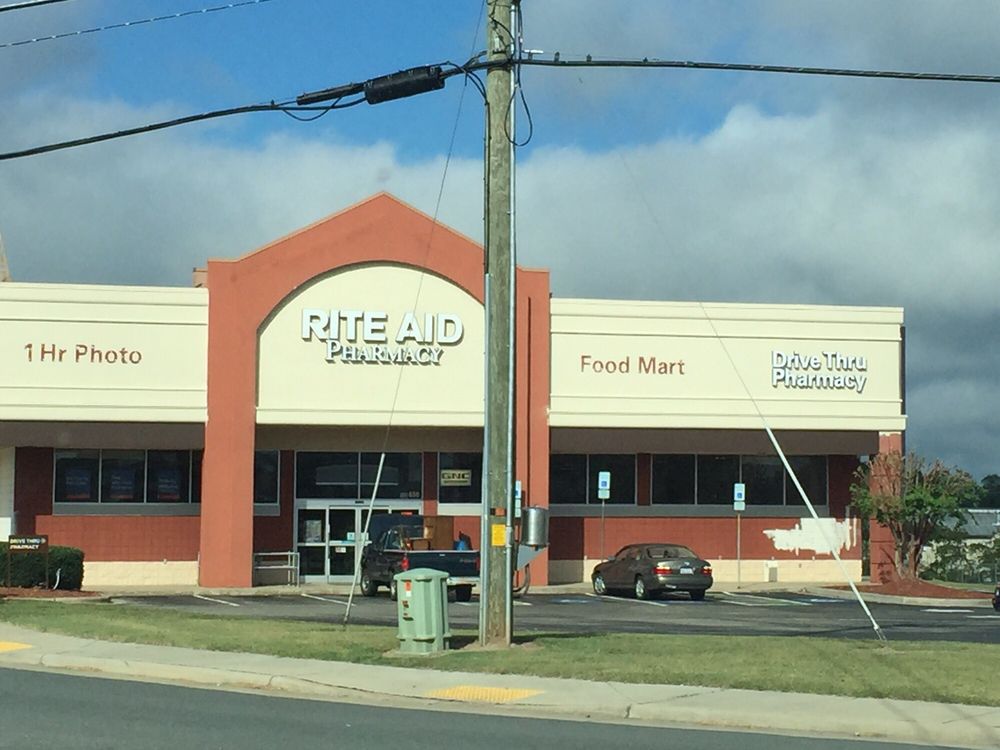 1 Hr Photo
RITE AID
PHARMACY
Food Mart
Drive Thru
Pharmacy
GNC
DRIVE THRU
PHARMACY